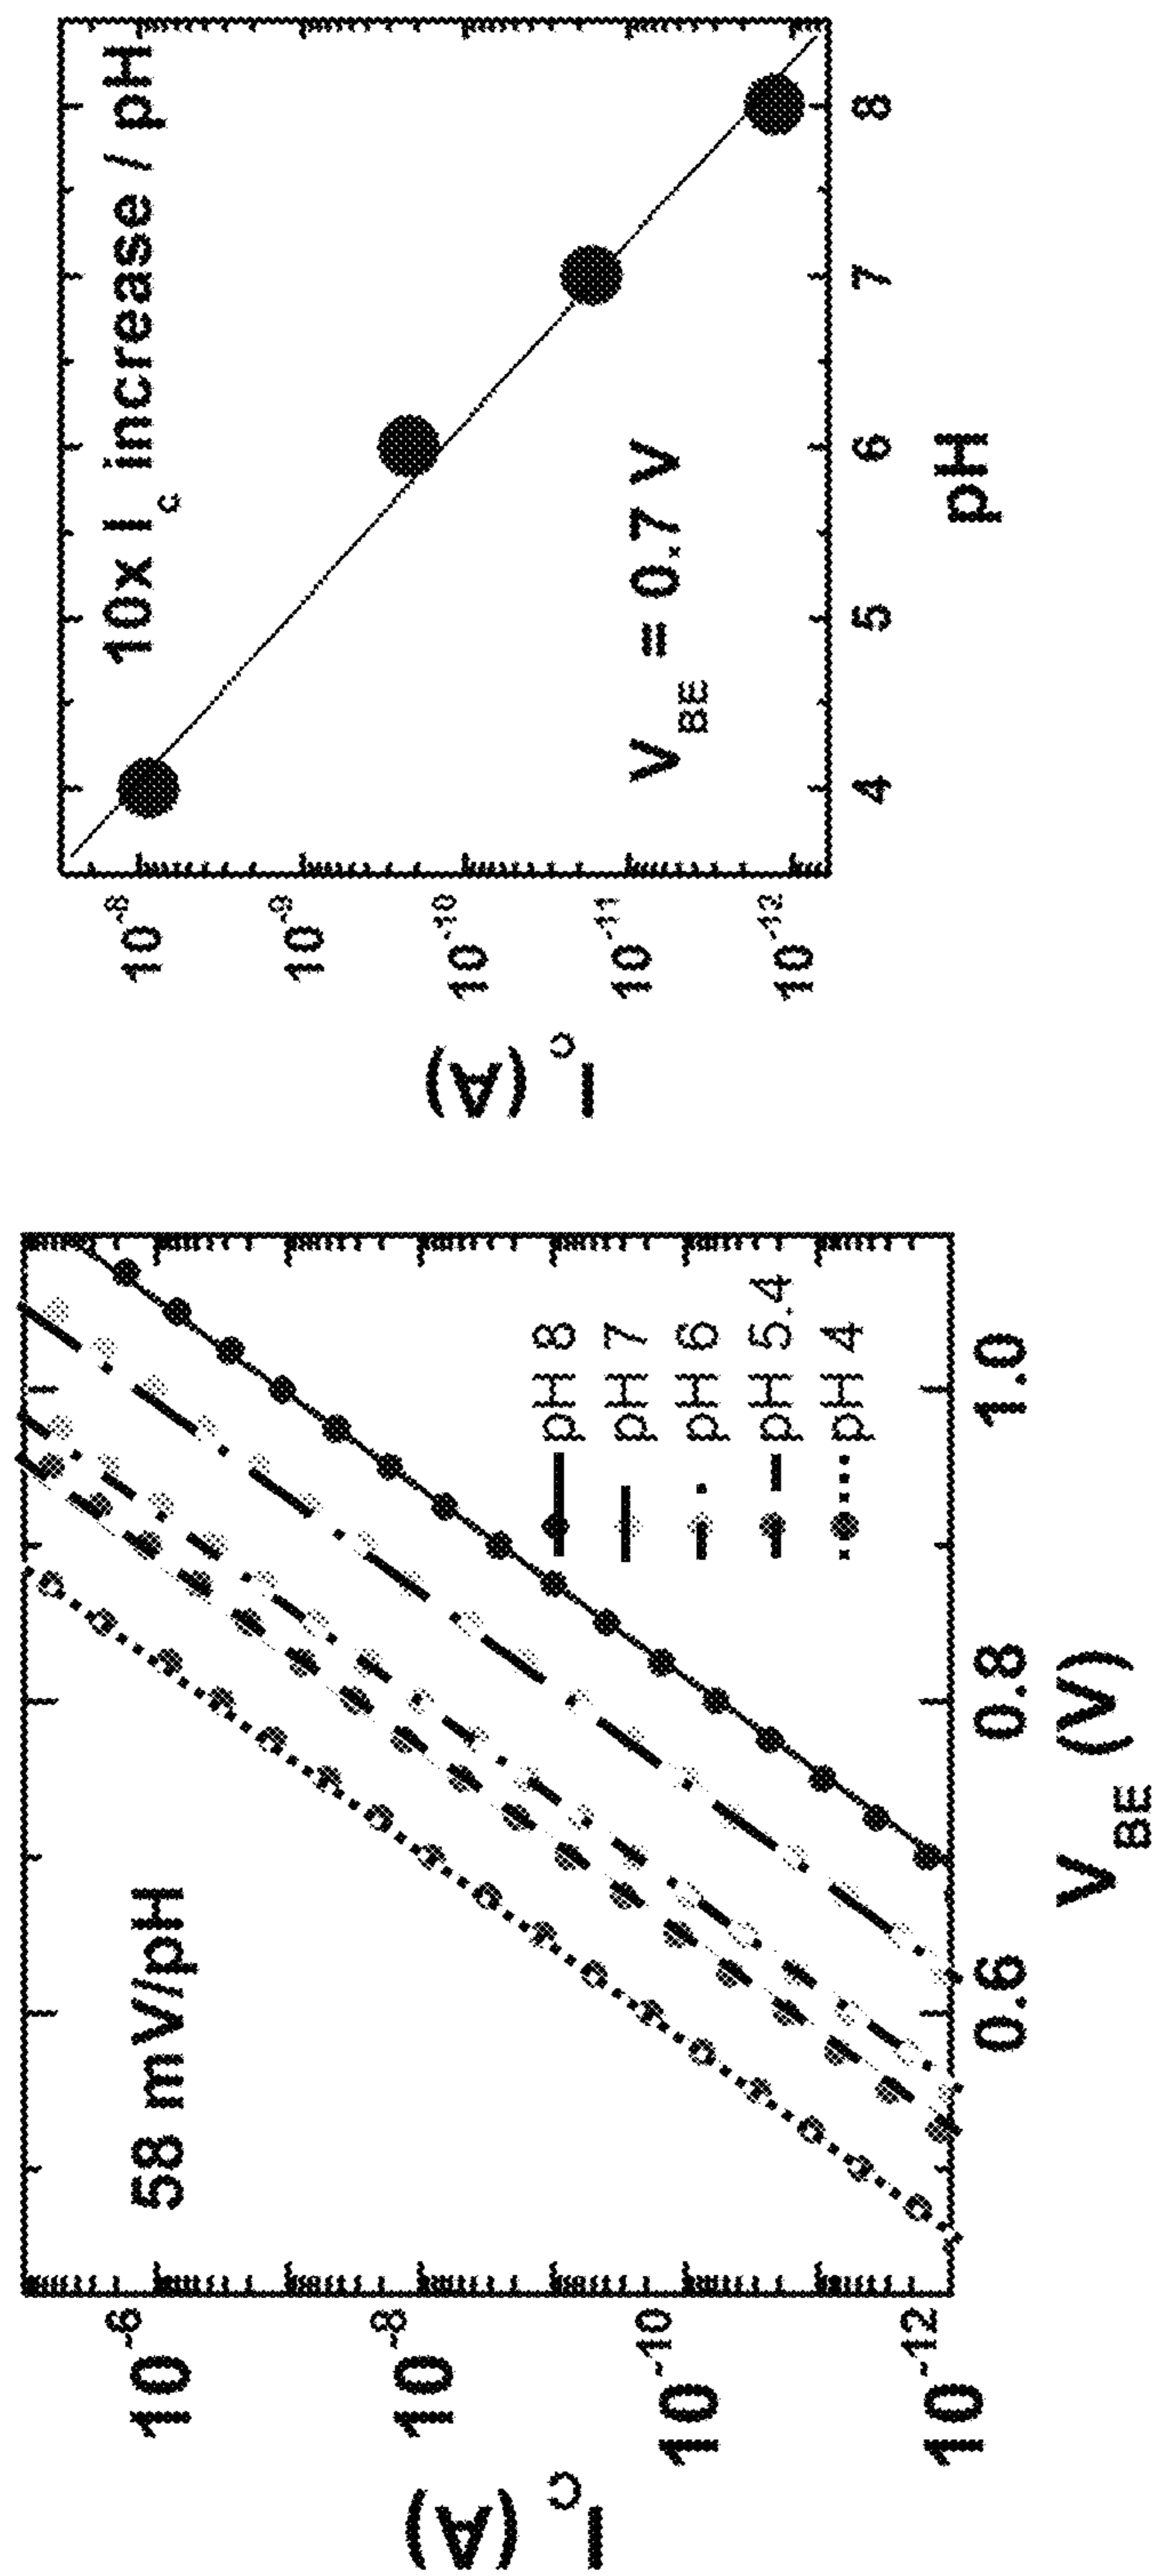 58 mV/pH
I_C (A)
10^-6
10^-8
10^-10
10^-12
0.6
0.8
1.0
V_BE (V)
pH 8
pH 7
pH 6
pH 5.4
pH 4
10x I_c increase / pH
V_BE = 0.7 V
I_c (A)
10^-8
10^-9
10^-10
10^-11
10^-12
4
5
6
7
8
pH